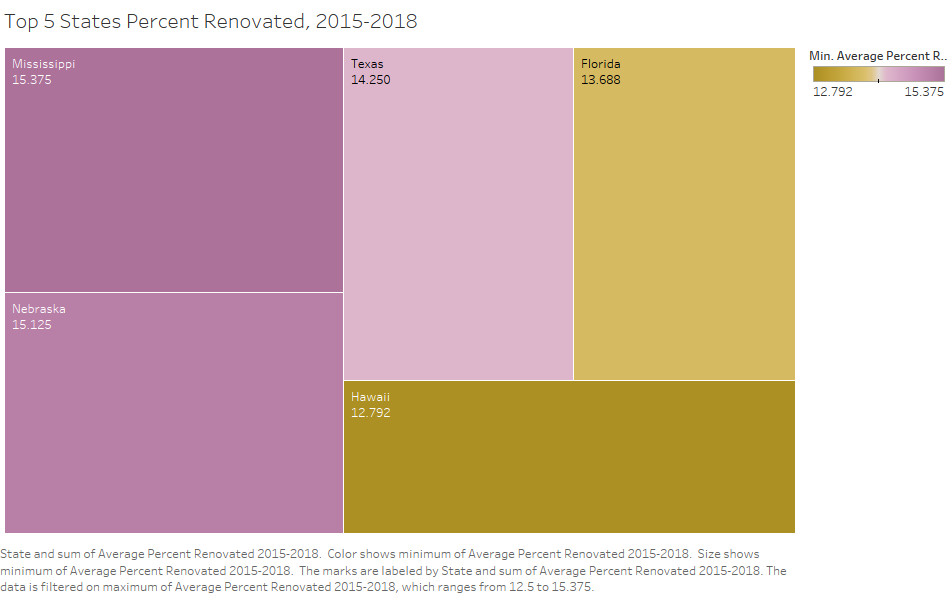 Top 5 States Percent Renovated, 2015-2018
Mississippi
15.375
Texas
14.250
Florida
13.688
Min. Average Percent R..
12.792 15.375
Nebraska
15.125
Hawaii
12.792
State and sum of Average Percent Renovated 2015-2018.  Color shows minimum of Average Percent Renovated 2015-2018.  Size shows
minimum of Average Percent Renovated 2015-2018.  The marks are labeled by State and sum of Average Percent Renovated 2015-2018. The
data is filtered on maximum of Average Percent Renovated 2015-2018, which ranges from 12.5 to 15.375.